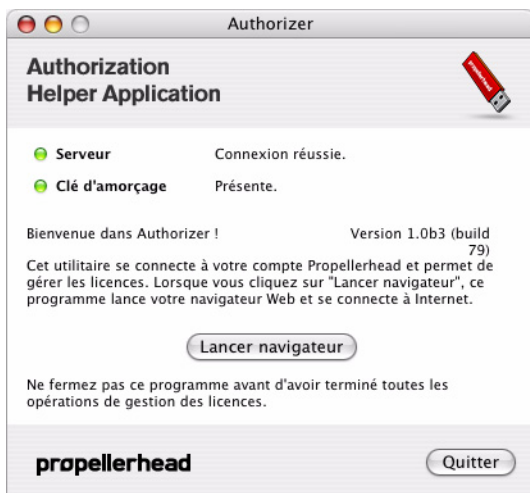 Authorizer
Authorization
Helper Application
propellerhead
Serveur Connexion réussie.
Clé d'amorçage Présente.
Bienvenue dans Authorizer ! Version 1.0b3 (build
79)
Cet utilitaire se connecte à votre compte Propellerhead et permet de
gérer les licences. Lorsque vous cliquez sur "Lancer navigateur", ce
programme lance votre navigateur Web et se connecte à Internet.
Lancer navigateur
Ne fermez pas ce programme avant d'avoir terminé toutes les
opérations de gestion des licences.
propellerhead Quitter